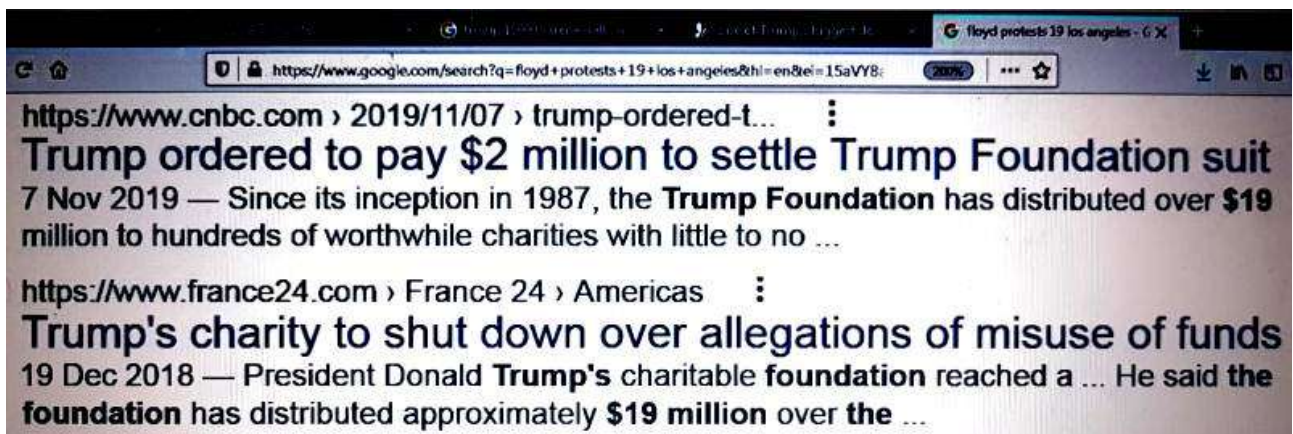 floyd protests 19 los angeles - G
https://www.google.com/search?q=floyd+protests+19+los+angeles&hl=en&ei=15aVY8
200%
https://www.cnbc.com › 2019/11/07 › trump-ordered-t...
Trump ordered to pay $2 million to settle Trump Foundation suit
7 Nov 2019 — Since its inception in 1987, the Trump Foundation has distributed over $19
million to hundreds of worthwhile charities with little to no ...
https://www.france24.com › France 24 › Americas
Trump's charity to shut down over allegations of misuse of funds
19 Dec 2018 — President Donald Trump's charitable foundation reached a ... He said the
foundation has distributed approximately $19 million over the ...